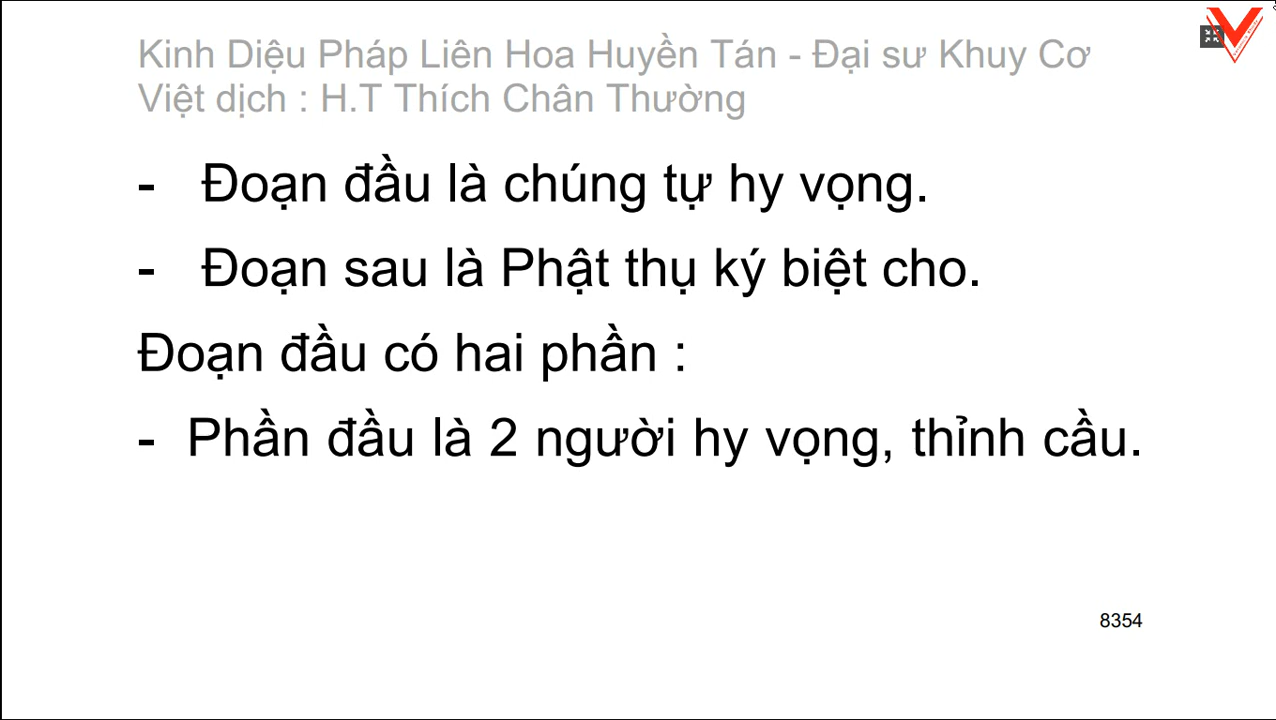 Kinh Diệu Pháp Liên Hoa Huyền Tán - Đại sư Khuy Cơ
Việt dịch : H.T Thích Chân Thường
- Đoạn đầu là chúng tự hy vọng.
- Đoạn sau là Phật thụ ký biệt cho.
Đoạn đầu có hai phần :
- Phần đầu là 2 người hy vọng, thỉnh cầu.
8354